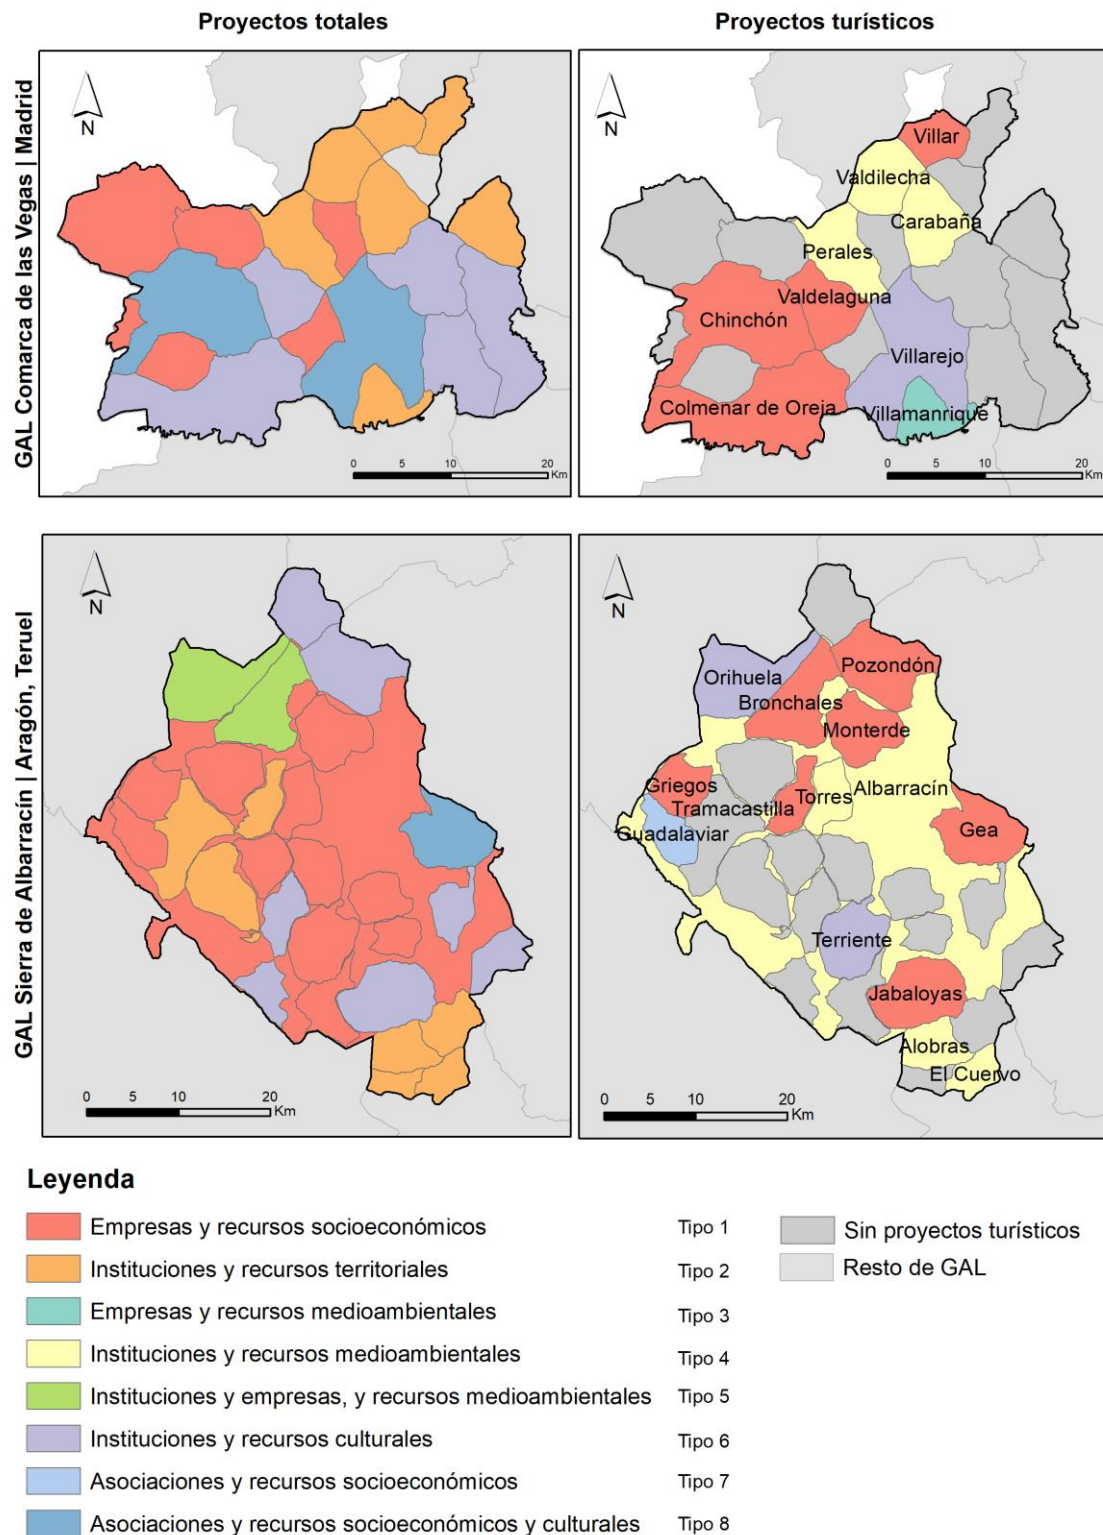 Proyectos totales
Proyectos turísticos
GAL Comarca de las Vegas | Madrid
N
0 5 10 20
Km
N
Villar
Valdilecha
Carabaña
Perales
Valdelaguna
Chinchón
Villarejo
Colmenar de Oreja
Villamanrique
0 5 10 20
Km
GAL Sierra de Albarracín | Aragón, Teruel
N
0 5 10 20
Km
N
Pozondón
Orihuela
Bronchales
Monterde
Griegos
Torres
Albarracín
Tramacastilla
Guadalaviar
Gea
Terriente
Jabaloyas
Alobras
El Cuervo
0 5 10 20
Km
Leyenda
Empresas y recursos socioeconómicos Tipo 1
Instituciones y recursos territoriales Tipo 2
Empresas y recursos medioambientales Tipo 3
Instituciones y recursos medioambientales Tipo 4
Instituciones y empresas, y recursos medioambientales Tipo 5
Instituciones y recursos culturales Tipo 6
Asociaciones y recursos socioeconómicos Tipo 7
Asociaciones y recursos socioeconómicos y culturales Tipo 8
Sin proyectos turísticos
Resto de GAL